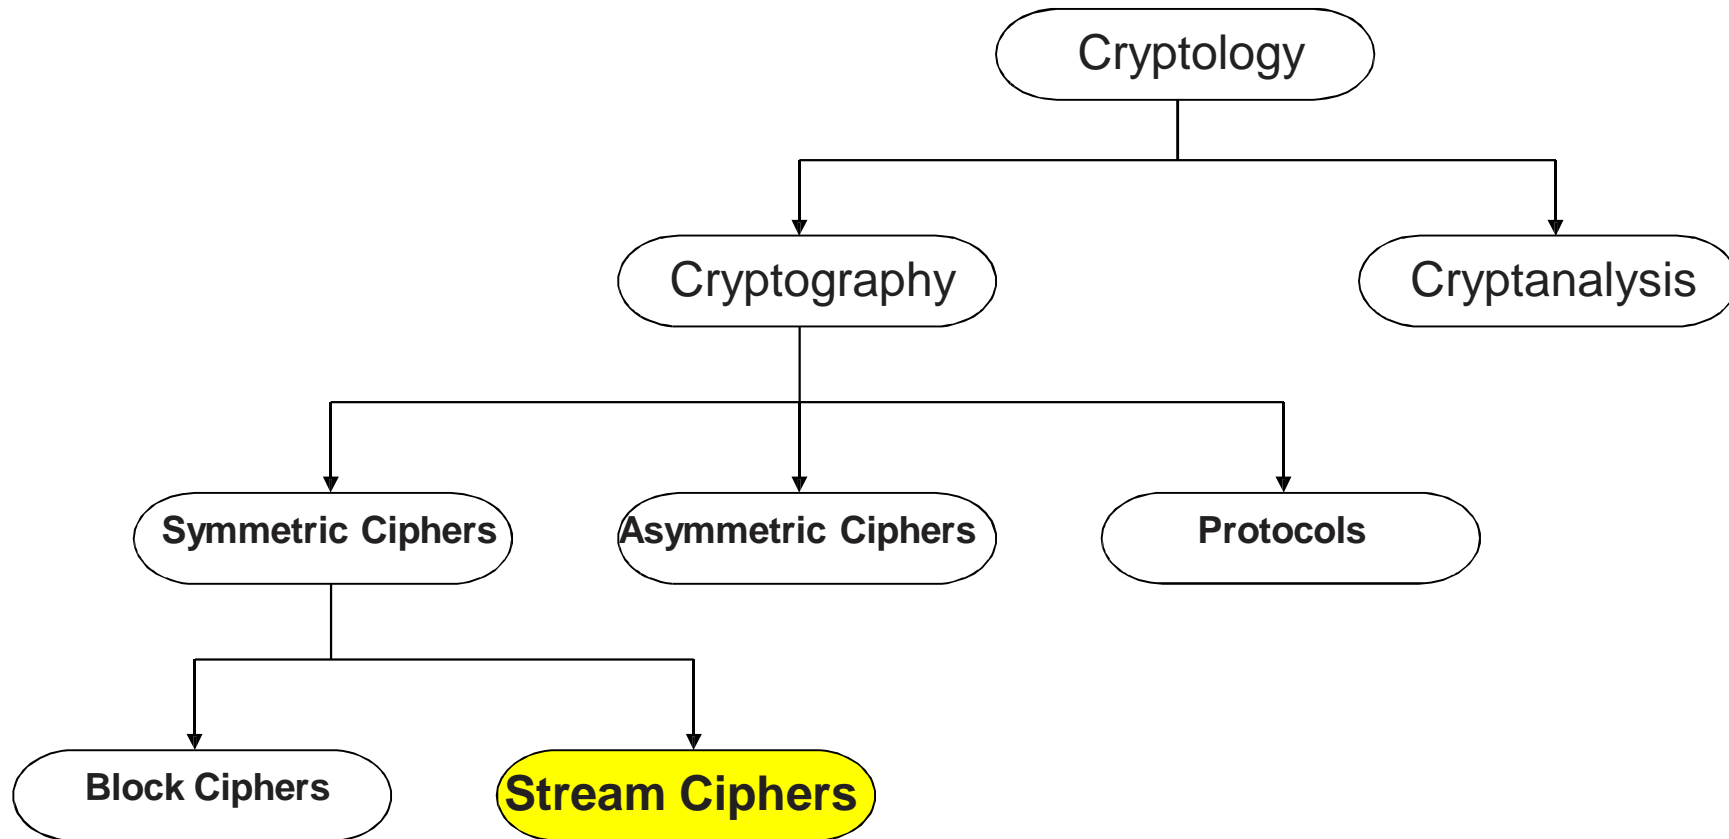 Cryptology
Cryptography
Cryptanalysis
Symmetric Ciphers
Asymmetric Ciphers
Protocols
Block Ciphers
Stream Ciphers